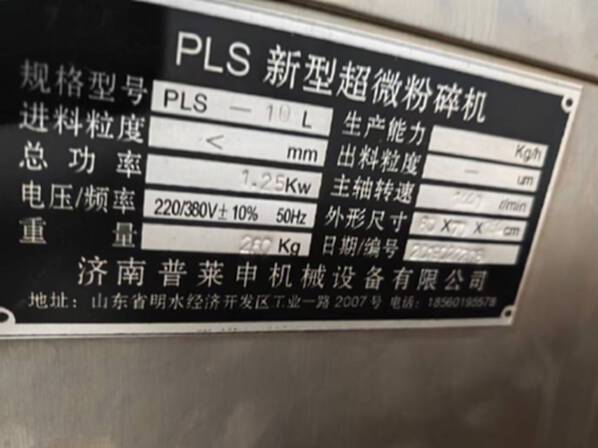 PLS 新型超微粉碎机
规格型号 PLS - 10 L 生产能力 Kg/h
进料粒度 < mm 出料粒度 - um
总功率 1.25Kw 主轴转速 r/min
电压/频率 220/380V±10% 50Hz 外形尺寸 X X cm
重量 Kg 日期/编号
济南普莱申机械设备有限公司
地址：山东省明水经济开发区工业一路2007号 电话：18560195578